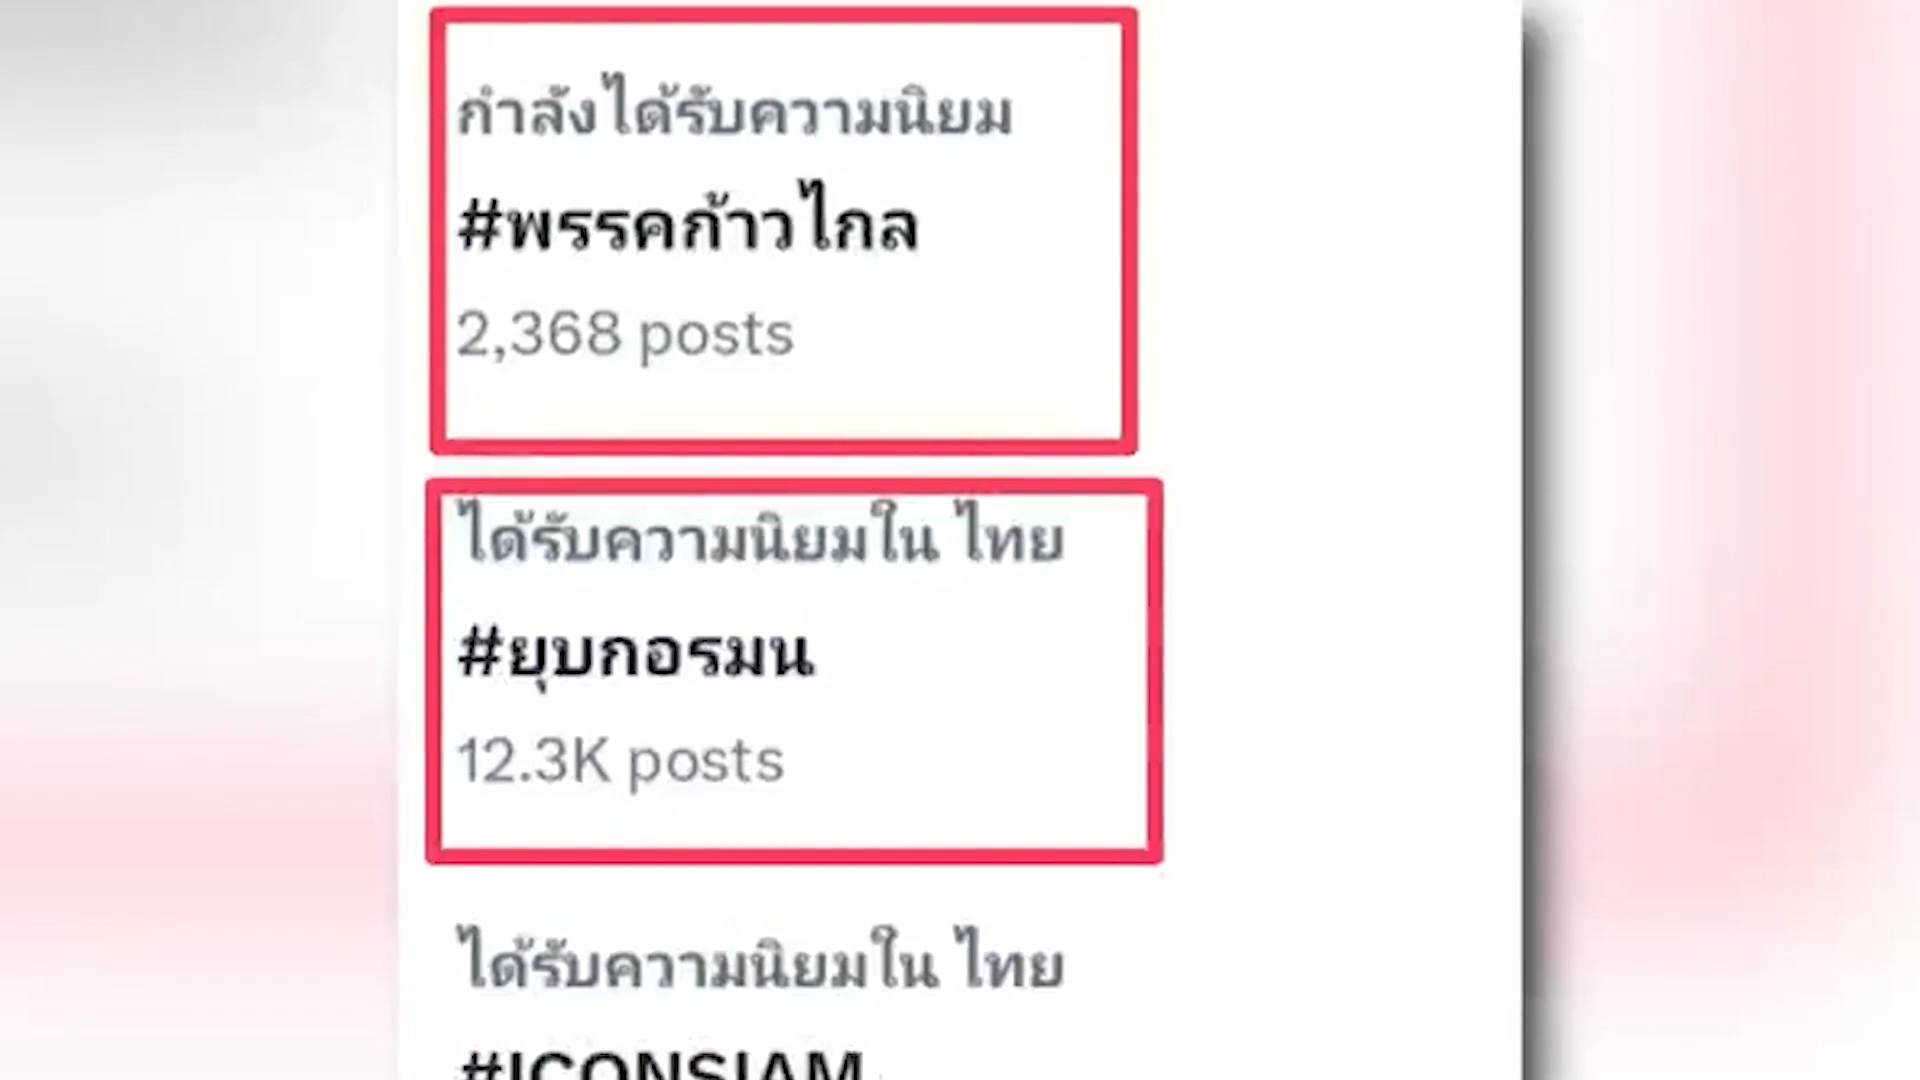 กำลังได้รับความนิยม
#พรรคก้าวไกล
2,368 posts
ได้รับความนิยมใน ไทย
#ยุบกอรมน
12.3K posts
ได้รับความนิยมใน ไทย
#ICONSIAM